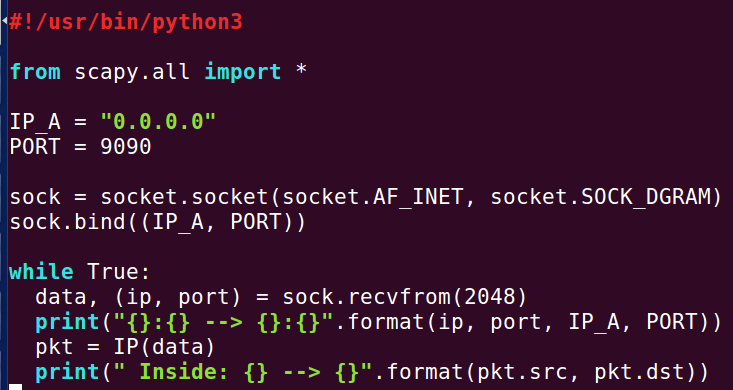 #!/usr/bin/python3
from scapy.all import *
IP_A = "0.0.0.0"
PORT = 9090
sock = socket.socket(socket.AF_INET, socket.SOCK_DGRAM)
sock.bind((IP_A, PORT))
while True:
  data, (ip, port) = sock.recvfrom(2048)
  print("{}:{} --> {}:{}".format(ip, port, IP_A, PORT))
  pkt = IP(data)
  print(" Inside: {} --> {}".format(pkt.src, pkt.dst))